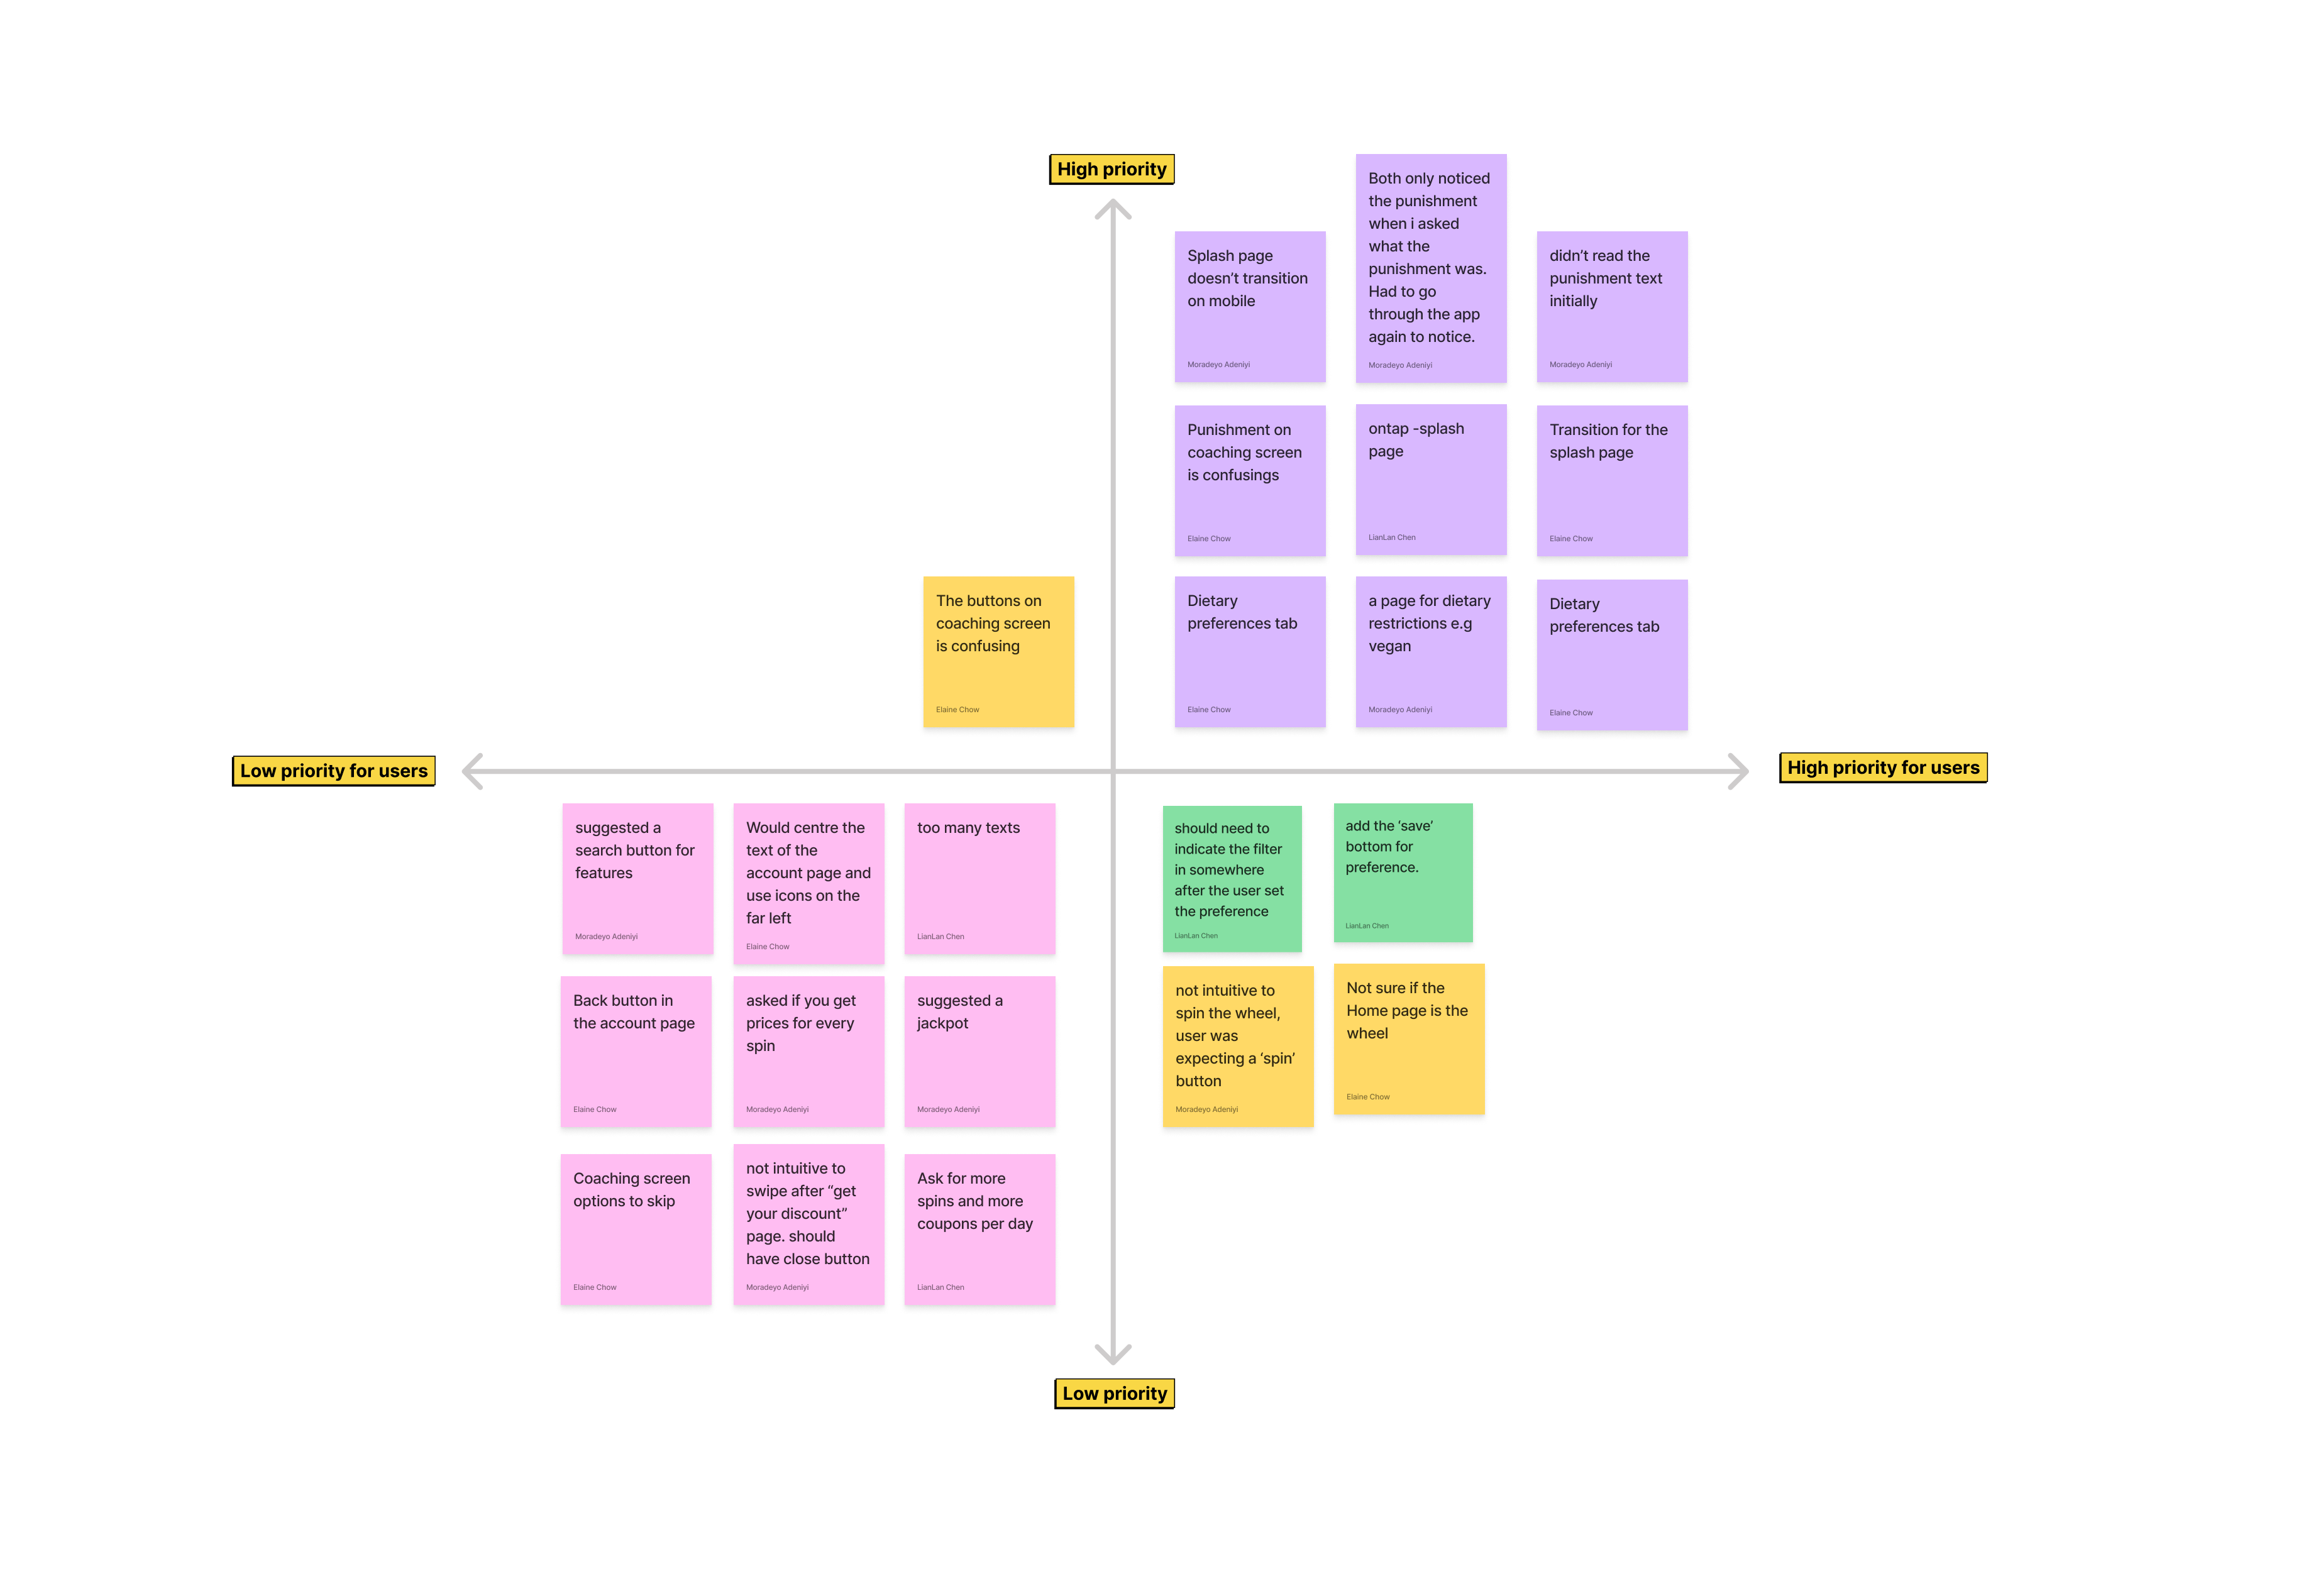 High priority
Splash page
doesn’t transition
on mobile
Moradeyo Adeniyi
Both only noticed
the punishment
when i asked
what the
punishment was.
Had to go
through the app
again to notice.
Moradeyo Adeniyi
didn’t read the
punishment text
initially
Moradeyo Adeniyi
Punishment on
coaching screen
is confusings
Elaine Chow
ontap -splash
page
LianLan Chen
Transition for the
splash page
Elaine Chow
The buttons on
coaching screen
is confusing
Elaine Chow
Dietary
preferences tab
Elaine Chow
a page for dietary
restrictions e.g
vegan
Moradeyo Adeniyi
Dietary
preferences tab
Elaine Chow
Low priority for users
High priority for users
suggested a
search button for
features
Moradeyo Adeniyi
Would centre the
text of the
account page and
use icons on the
far left
Elaine Chow
too many texts
LianLan Chen
should need to
indicate the filter
in somewhere
after the user set
the preference
LianLan Chen
add the ‘save’
bottom for
preference.
LianLan Chen
Back button in
the account page
Elaine Chow
asked if you get
prices for every
spin
Moradeyo Adeniyi
suggested a
jackpot
Moradeyo Adeniyi
not intuitive to
spin the wheel,
user was
expecting a ‘spin’
button
Moradeyo Adeniyi
Not sure if the
Home page is the
wheel
Elaine Chow
Coaching screen
options to skip
Elaine Chow
not intuitive to
swipe after “get
your discount”
page. should
have close button
Moradeyo Adeniyi
Ask for more
spins and more
coupons per day
LianLan Chen
Low priority